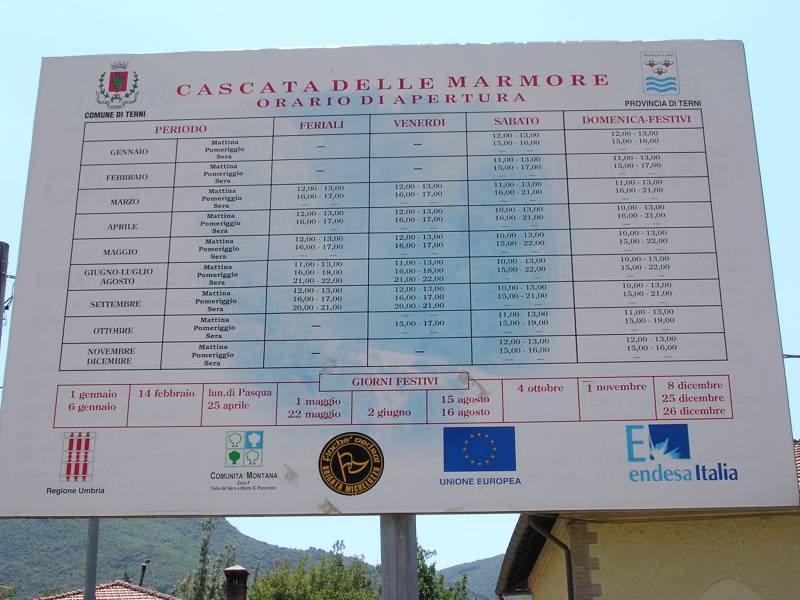 CASCATA DELLE MARMORE
ORARIO DI APERTURA
COMUNE DI TERNI
PROVINCIA DI TERNI
PERIODO FERIALI VENERDI SABATO DOMENICA-FESTIVI
GENNAIO
Mattina 12,00 - 13,00 12,00 - 13,00
Pomeriggio — — 15,00 - 16,00 15,00 - 16,00
Sera --- ---
FEBBRAIO
Mattina 11,00 - 13,00 11,00 - 13,00
Pomeriggio — — 15,00 - 17,00 15,00 - 17,00
Sera --- ---
MARZO
Mattina 12,00 - 13,00 12,00 - 13,00 11,00 - 13,00 11,00 - 13,00
Pomeriggio 16,00 - 17,00 16,00 - 17,00 16,00 - 21,00 16,00 - 21,00
Sera --- --- --- ---
APRILE
Mattina 12,00 - 13,00 12,00 - 13,00 10,00 - 13,00 10,00 - 13,00
Pomeriggio 16,00 - 17,00 16,00 - 17,00 16,00 - 21,00 16,00 - 21,00
Sera --- --- --- ---
MAGGIO
Mattina 12,00 - 13,00 12,00 - 13,00 10,00 - 13,00 10,00 - 13,00
Pomeriggio 16,00 - 17,00 16,00 - 17,00 15,00 - 22,00 15,00 - 22,00
Sera --- --- --- ---
GIUGNO-LUGLIO
AGOSTO
Mattina 11,00 - 13,00 11,00 - 13,00 10,00 - 13,00 10,00 - 13,00
Pomeriggio 16,00 - 18,00 16,00 - 18,00 15,00 - 22,00 15,00 - 22,00
Sera 21,00 - 22,00 21,00 - 22,00 --- ---
SETTEMBRE
Mattina 12,00 - 13,00 12,00 - 13,00 10,00 - 13,00 10,00 - 13,00
Pomeriggio 16,00 - 17,00 16,00 - 17,00 15,00 - 21,00 15,00 - 21,00
Sera 20,00 - 21,00 20,00 - 21,00 --- ---
OTTOBRE
Mattina --- 11,00 - 13,00 11,00 - 13,00
Pomeriggio — 15,00 - 17,00 15,00 - 19,00 15,00 - 19,00
Sera --- --- ---
NOVEMBRE
DICEMBRE
Mattina 12,00 - 13,00 12,00 - 13,00
Pomeriggio — — 15,00 - 16,00 15,00 - 16,00
Sera --- ---
GIORNI FESTIVI
1 gennaio
6 gennaio
14 febbraio
lun.di Pasqua
25 aprile
1 maggio
22 maggio
2 giugno
15 agosto
16 agosto
4 ottobre
1 novembre
8 dicembre
25 dicembre
26 dicembre
Regione Umbria
COMUNITA' MONTANA
Valle del Nera e Monte S. Pancrazio
BRIGATA MICHELOZZO
UNIONE EUROPEA
E
endesaItalia